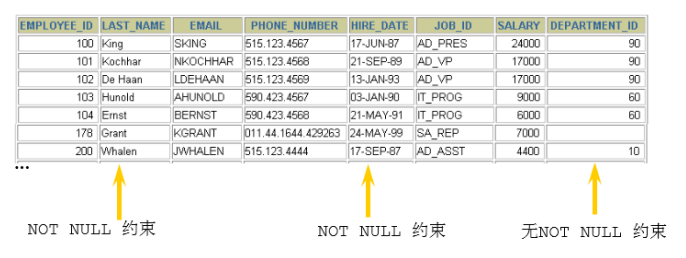 EMPLOYEE_ID LAST_NAME EMAIL PHONE_NUMBER HIRE_DATE JOB_ID SALARY DEPARTMENT_ID
100 King SKING 515.123.4567 17-JUN-87 AD_PRES 24000 90
101 Kochhar NKOCHHAR 515.123.4568 21-SEP-89 AD_VP 17000 90
102 De Haan LDEHAAN 515.123.4569 13-JAN-93 AD_VP 17000 90
103 Hunold AHUNOLD 590.423.4567 03-JAN-90 IT_PROG 9000 60
104 Ernst BERNST 590.423.4568 21-MAY-91 IT_PROG 6000 60
178 Grant KGRANT 011.44.1644.429263 24-MAY-99 SA_REP 7000
200 Whalen JWHALEN 515.123.4444 17-SEP-87 AD_ASST 4400 10
...
NOT NULL 约束 NOT NULL 约束 无NOT NULL 约束